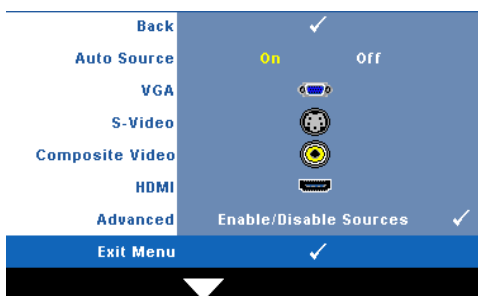 Back ✓
Auto Source On Off
VGA
S-Video
Composite Video
HDMI
Advanced Enable/Disable Sources ✓
Exit Menu ✓